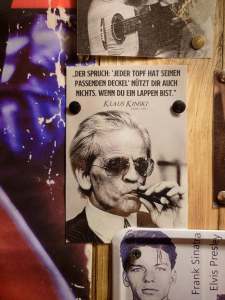 „DER SPRUCH: 'JEDER TOPF HAT SEINEN
PASSENDEN DECKEL' NÜTZT DIR AUCH
NICHTS, WENN DU EIN LAPPEN BIST."
KLAUS KINSKI
Frank Sinatra
Elvis Presley